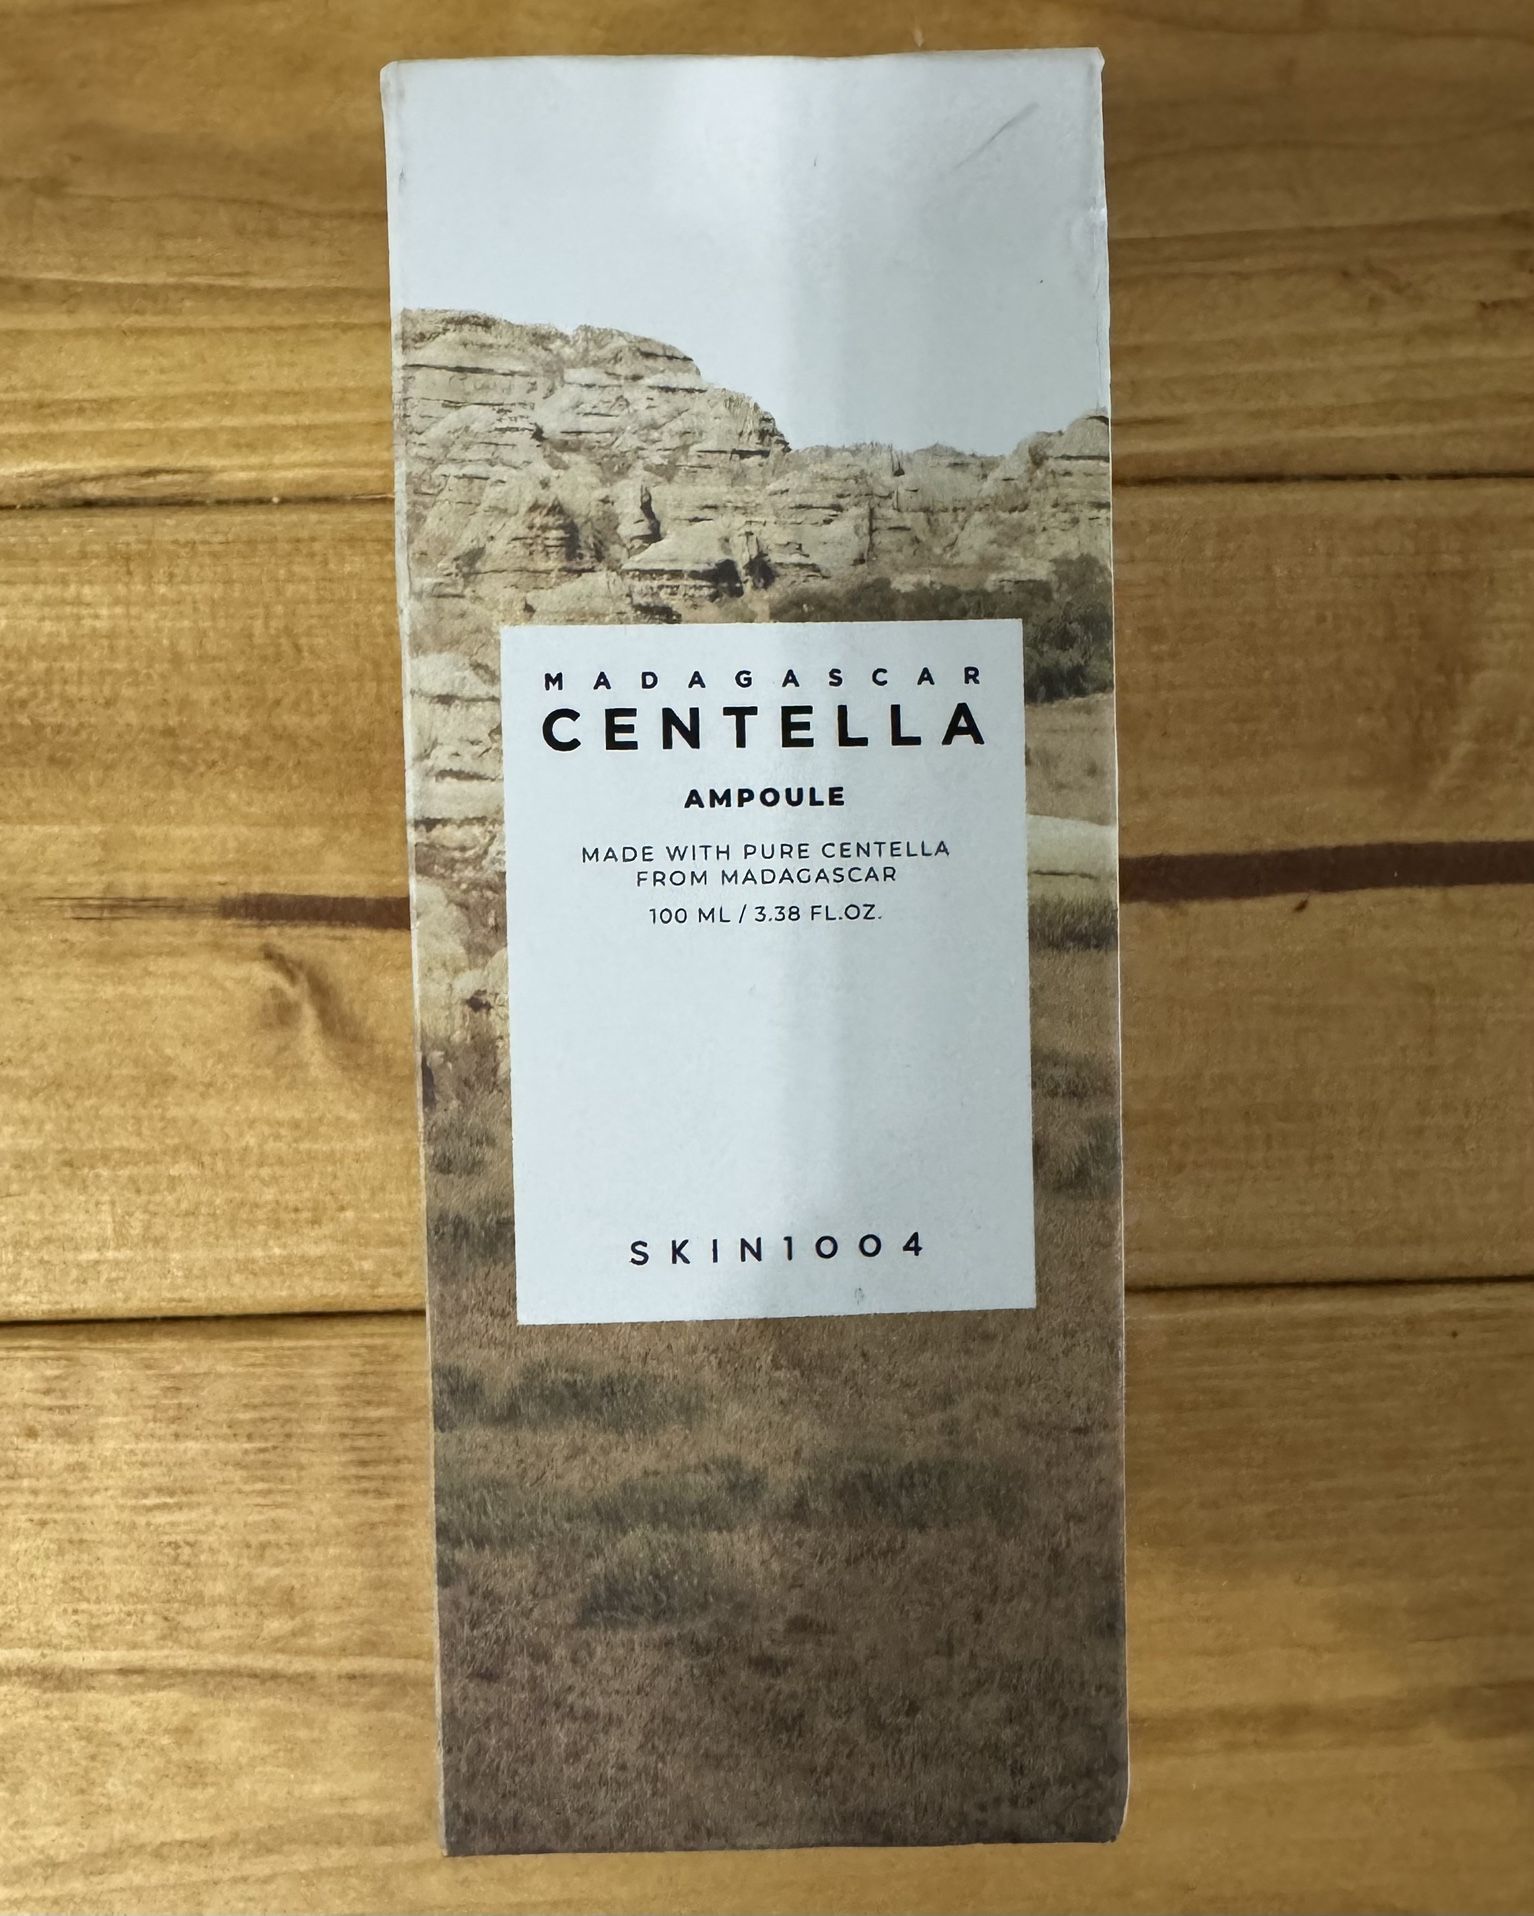 MADAGASCAR
CENTELLA
AMPOULE
MADE WITH PURE CENTELLA
FROM MADAGASCAR
100 ML / 3.38 FL.OZ.
SKIN1004